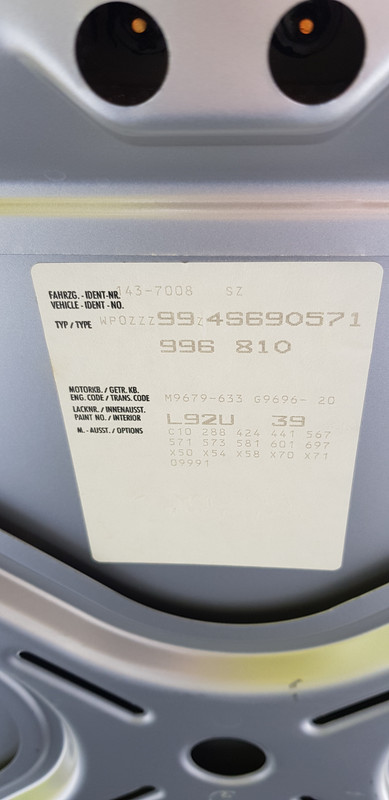 143-7008 SZ
FAHRZG. - IDENT-NR.
VEHICLE - IDENT - NO.
WP0ZZZ99Z4S690571
TYP / TYPE 996 810
MOTORKB. / GETR. KB.
ENG. CODE / TRANS. CODE M9679-633 G9696- 20
LACKNR. / INNENAUSST.
PAINT NO. / INTERIOR L92U 39
M. - AUSST. / OPTIONS C10 288 424 441 567
571 573 581 601 697
X50 X54 X58 X70 X71
09991